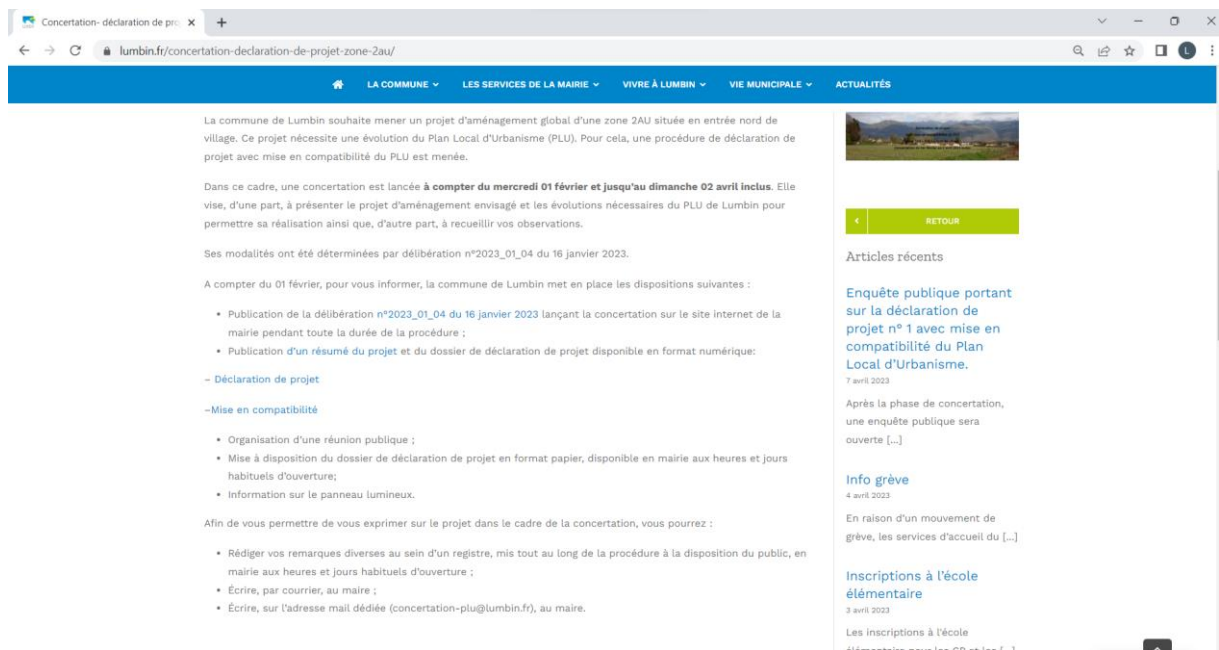 Concertation- déclaration de pro
lumbin.fr/concertation-declaration-de-projet-zone-2au/
L
LA COMMUNE LES SERVICES DE LA MAIRIE VIVRE À LUMBIN VIE MUNICIPALE ACTUALITÉS
La commune de Lumbin souhaite mener un projet d'aménagement global d'une zone 2AU située en entrée nord de
village. Ce projet nécessite une évolution du Plan Local d'Urbanisme (PLU). Pour cela, une procédure de déclaration de
projet avec mise en compatibilité du PLU est menée.
Dans ce cadre, une concertation est lancée à compter du mercredi 01 février et jusqu'au dimanche 02 avril inclus. Elle
vise, d'une part, à présenter le projet d'aménagement envisagé et les évolutions nécessaires du PLU de Lumbin pour
permettre sa réalisation ainsi que, d'autre part, à recueillir vos observations.
Ses modalités ont été déterminées par délibération n°2023_01_04 du 16 janvier 2023.
A compter du 01 février, pour vous informer, la commune de Lumbin met en place les dispositions suivantes :
• Publication de la délibération n°2023_01_04 du 16 janvier 2023 lançant la concertation sur le site internet de la
mairie pendant toute la durée de la procédure ;
• Publication d'un résumé du projet et du dossier de déclaration de projet disponible en format numérique:
– Déclaration de projet
–Mise en compatibilité
• Organisation d'une réunion publique ;
• Mise à disposition du dossier de déclaration de projet en format papier, disponible en mairie aux heures et jours
habituels d'ouverture;
• Information sur le panneau lumineux.
Afin de vous permettre de vous exprimer sur le projet dans le cadre de la concertation, vous pourrez :
• Rédiger vos remarques diverses au sein d'un registre, mis tout au long de la procédure à la disposition du public, en
mairie aux heures et jours habituels d'ouverture ;
• Écrire, par courrier, au maire ;
• Écrire, sur l'adresse mail dédiée (concertation-plu@lumbin.fr), au maire.
RETOUR
Articles récents
Enquête publique portant
sur la déclaration de
projet n° 1 avec mise en
compatibilité du Plan
Local d'Urbanisme.
7 avril 2023
Après la phase de concertation,
une enquête publique sera
ouverte [...]
Info grève
4 avril 2023
En raison d'un mouvement de
grève, les services d'accueil du [...]
Inscriptions à l'école
élémentaire
3 avril 2023
Les inscriptions à l'école